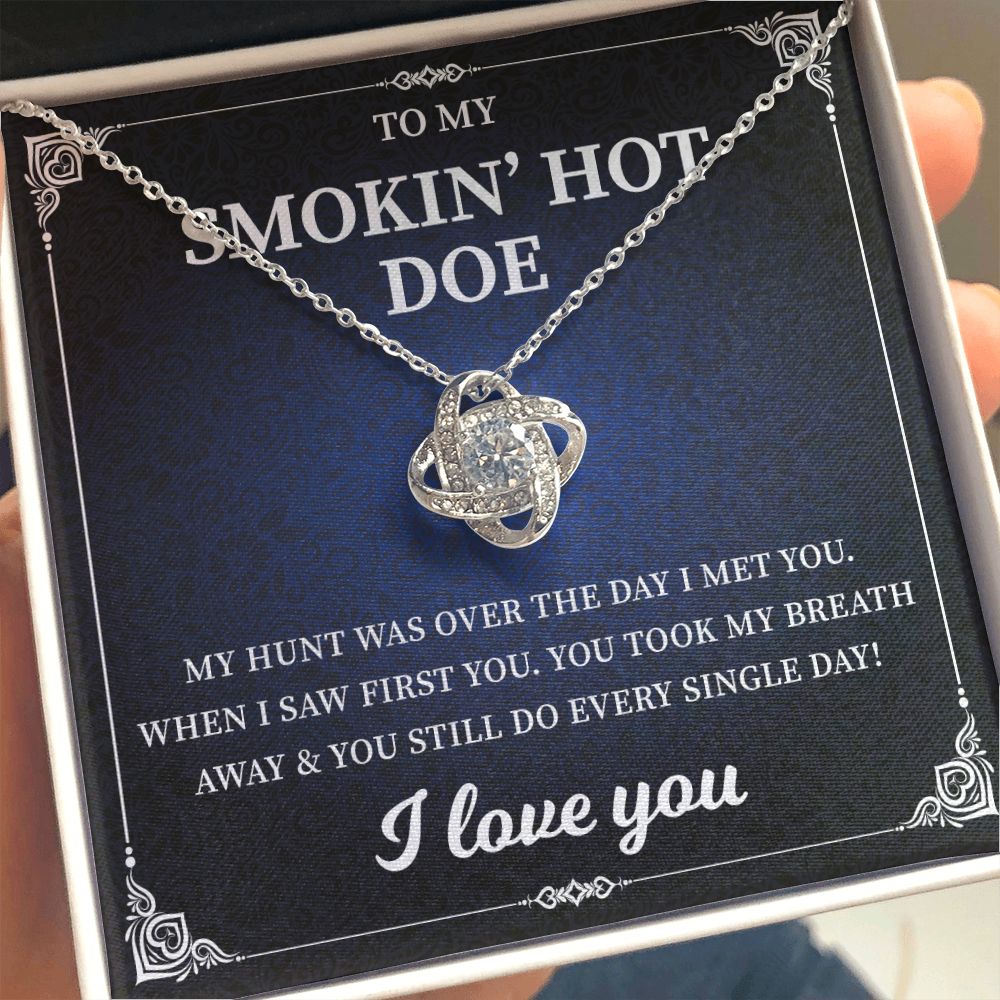 TO MY
SMOKIN' HOT
DOE
MY HUNT WAS OVER THE DAY I MET YOU.
WHEN I SAW FIRST YOU. YOU TOOK MY BREATH
AWAY & YOU STILL DO EVERY SINGLE DAY!
I love you